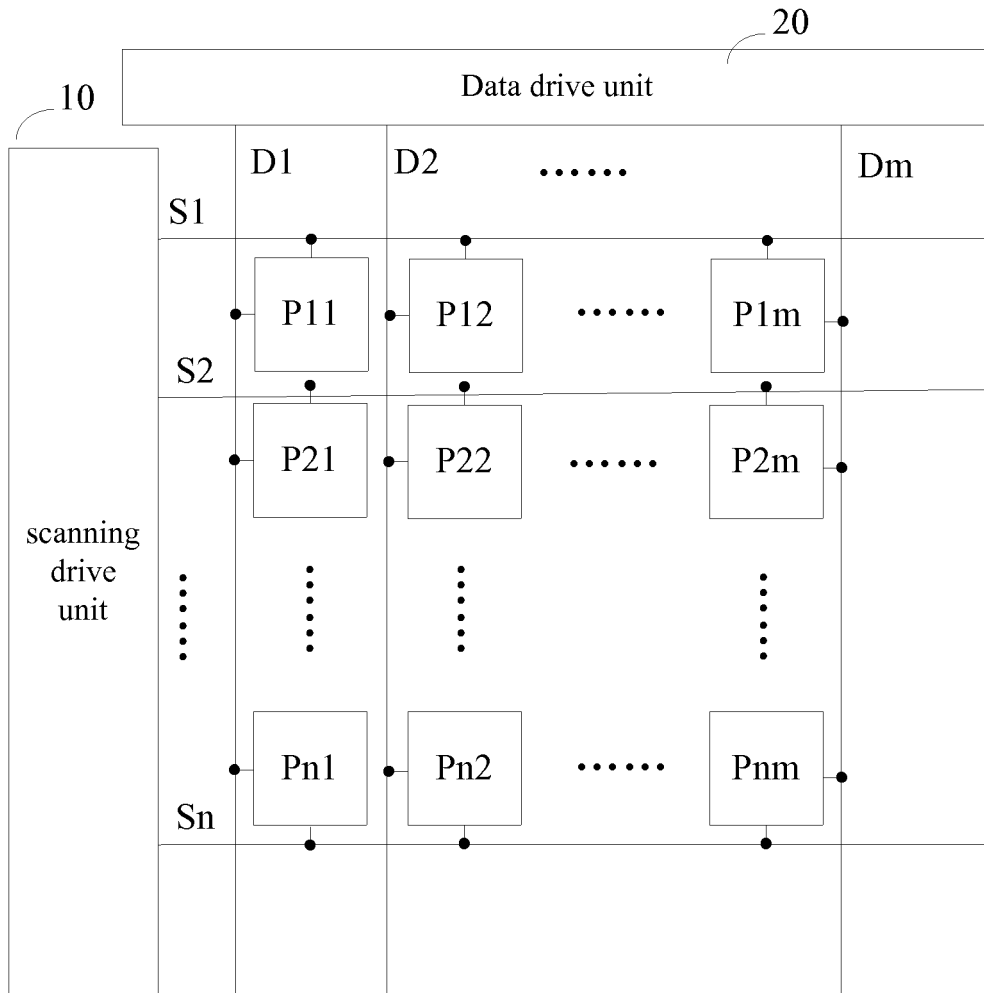 20
Data drive unit
10
D1 D2 ...... Dm
S1
P11 P12 ...... P1m
S2
P21 P22 ...... P2m
scanning
drive
unit
...... ...... ...... ......
Pn1 Pn2 ...... Pnm
Sn